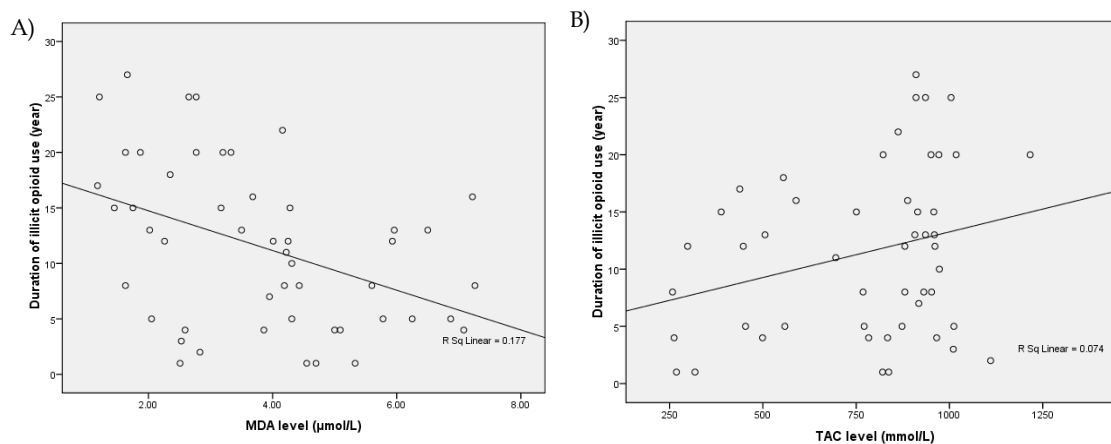 A)
30
25
20
15
10
5
0
Duration of illicit opioid use (year)
R Sq Linear = 0.177
2.00 4.00 6.00 8.00
MDA level (μmol/L)
B)
30
25
20
15
10
5
0
Duration of illicit opioid use (year)
R Sq Linear = 0.074
250 500 750 1000 1250
TAC level (mmol/L)